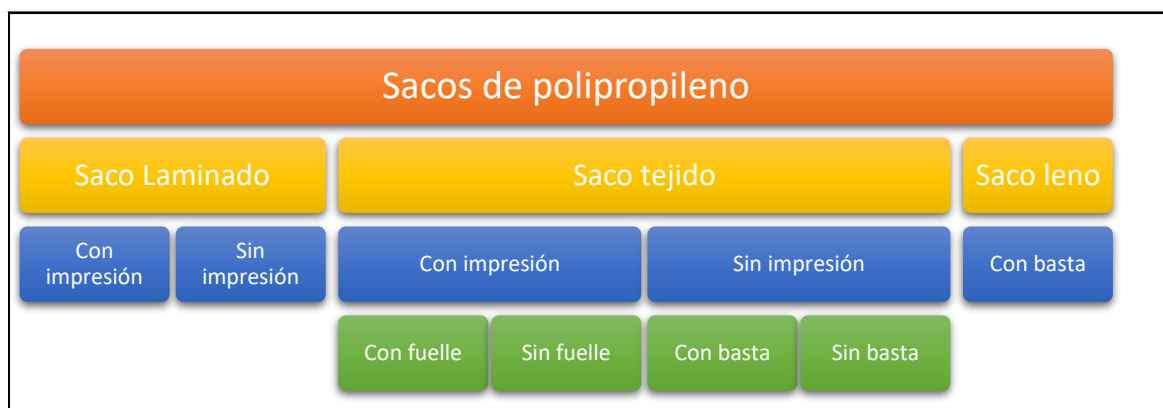 Sacos de polipropileno
Saco Laminado
Saco tejido
Saco leno
Con
impresión
Sin
impresión
Con impresión
Sin impresión
Con basta
Con fuelle
Sin fuelle
Con basta
Sin basta